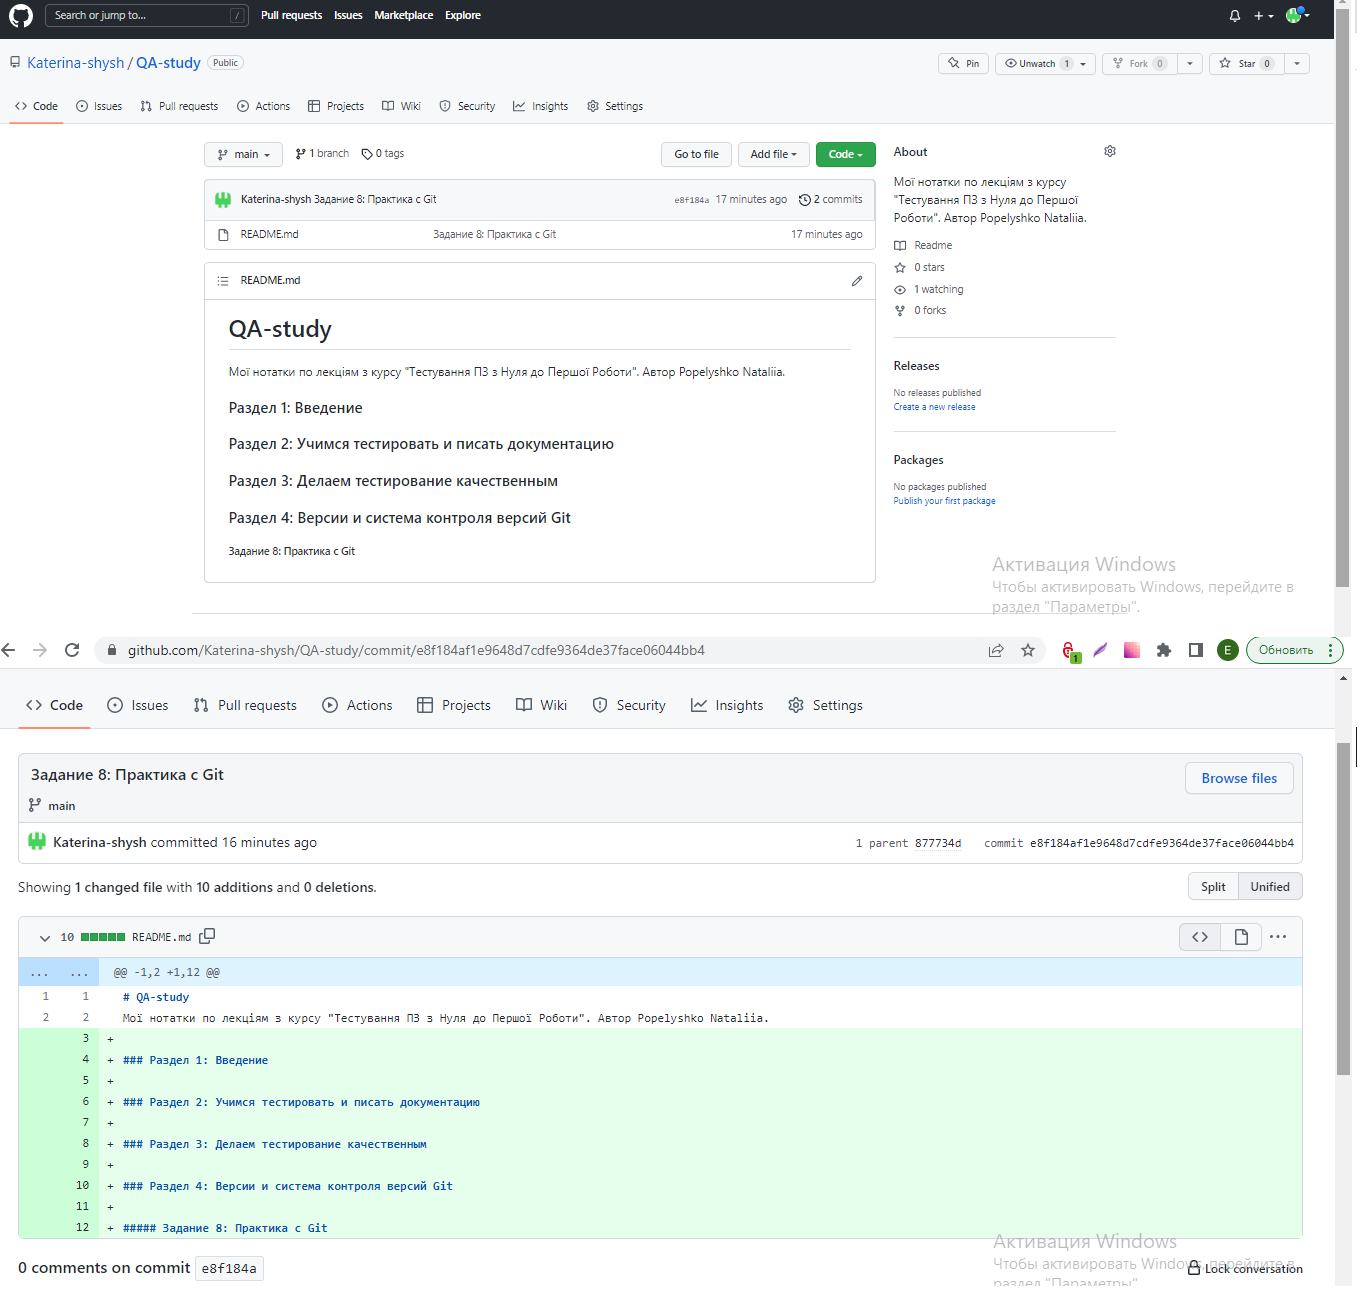 Search or jump to... / Pull requests Issues Marketplace Explore
Katerina-shysh / QA-study Public Pin Unwatch 1 Fork 0 Star 0
Code Issues Pull requests Actions Projects Wiki Security Insights Settings
main 1 branch 0 tags Go to file Add file Code
Katerina-shysh Задание 8: Практика с Git e8f184a 17 minutes ago 2 commits
README.md Задание 8: Практика с Git 17 minutes ago
README.md
QA-study
Мої нотатки по лекціям з курсу "Тестування ПЗ з Нуля до Першої Роботи". Автор Popelyshko Nataliia.
Раздел 1: Введение
Раздел 2: Учимся тестировать и писать документацию
Раздел 3: Делаем тестирование качественным
Раздел 4: Версии и система контроля версий Git
Задание 8: Практика с Git
About
Мої нотатки по лекціям з курсу
"Тестування ПЗ з Нуля до Першої
Роботи". Автор Popelyshko Nataliia.
Readme
0 stars
1 watching
0 forks
Releases
No releases published
Create a new release
Packages
No packages published
Publish your first package
Активация Windows
Чтобы активировать Windows, перейдите в
раздел "Параметры".
github.com/Katerina-shysh/QA-study/commit/e8f184af1e9648d7cdfe9364de37face06044bb4 1 E Обновить
Code Issues Pull requests Actions Projects Wiki Security Insights Settings
Задание 8: Практика с Git Browse files
main
Katerina-shysh committed 16 minutes ago 1 parent 877734d commit e8f184af1e9648d7cdfe9364de37face06044bb4
Showing 1 changed file with 10 additions and 0 deletions. Split Unified
10 README.md
... ... @@ -1,2 +1,12 @@
1 1 # QA-study
2 2 Мої нотатки по лекціям з курсу "Тестування ПЗ з Нуля до Першої Роботи". Автор Popelyshko Nataliia.
3 +
4 + ### Раздел 1: Введение
5 +
6 + ### Раздел 2: Учимся тестировать и писать документацию
7 +
8 + ### Раздел 3: Делаем тестирование качественным
9 +
10 + ### Раздел 4: Версии и система контроля версий Git
11 +
12 + ##### Задание 8: Практика с Git
Активация Windows
Чтобы активировать Windows, перейдите в
0 comments on commit e8f184a Lock conversation
раздел "Параметры".